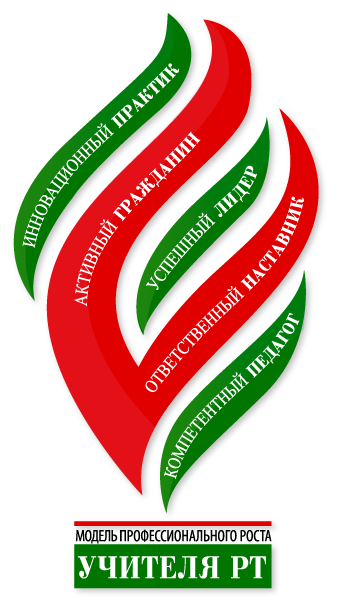 ИННОВАЦИОННЫЙ ПРАКТИК
АКТИВНЫЙ ГРАЖДАНИН
УСПЕШНЫЙ ЛИДЕР
ОТВЕТСТВЕННЫЙ НАСТАВНИК
КОМПЕТЕНТНЫЙ ПЕДАГОГ
МОДЕЛЬ ПРОФЕССИОНАЛЬНОГО РОСТА
УЧИТЕЛЯ РТ